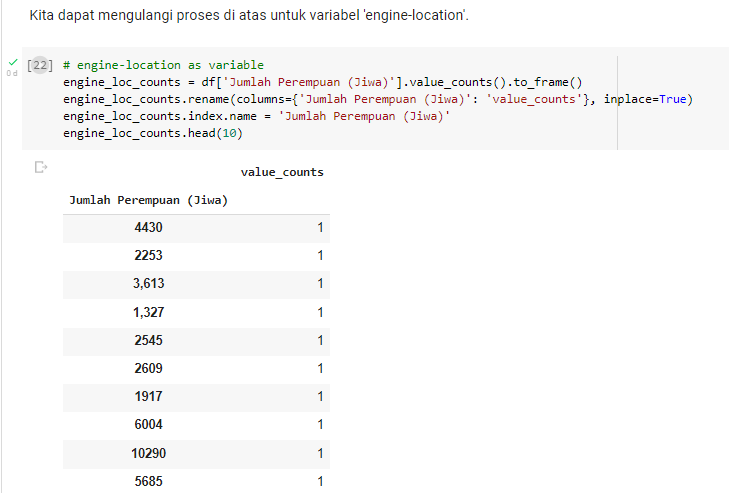 Kita dapat mengulangi proses di atas untuk variabel 'engine-location'.
[22] # engine-location as variable
0 d
engine_loc_counts = df['Jumlah Perempuan (Jiwa)'].value_counts().to_frame()
engine_loc_counts.rename(columns={'Jumlah Perempuan (Jiwa)': 'value_counts'}, inplace=True)
engine_loc_counts.index.name = 'Jumlah Perempuan (Jiwa)'
engine_loc_counts.head(10)
value_counts
Jumlah Perempuan (Jiwa)
4430 1
2253 1
3,613 1
1,327 1
2545 1
2609 1
1917 1
6004 1
10290 1
5685 1